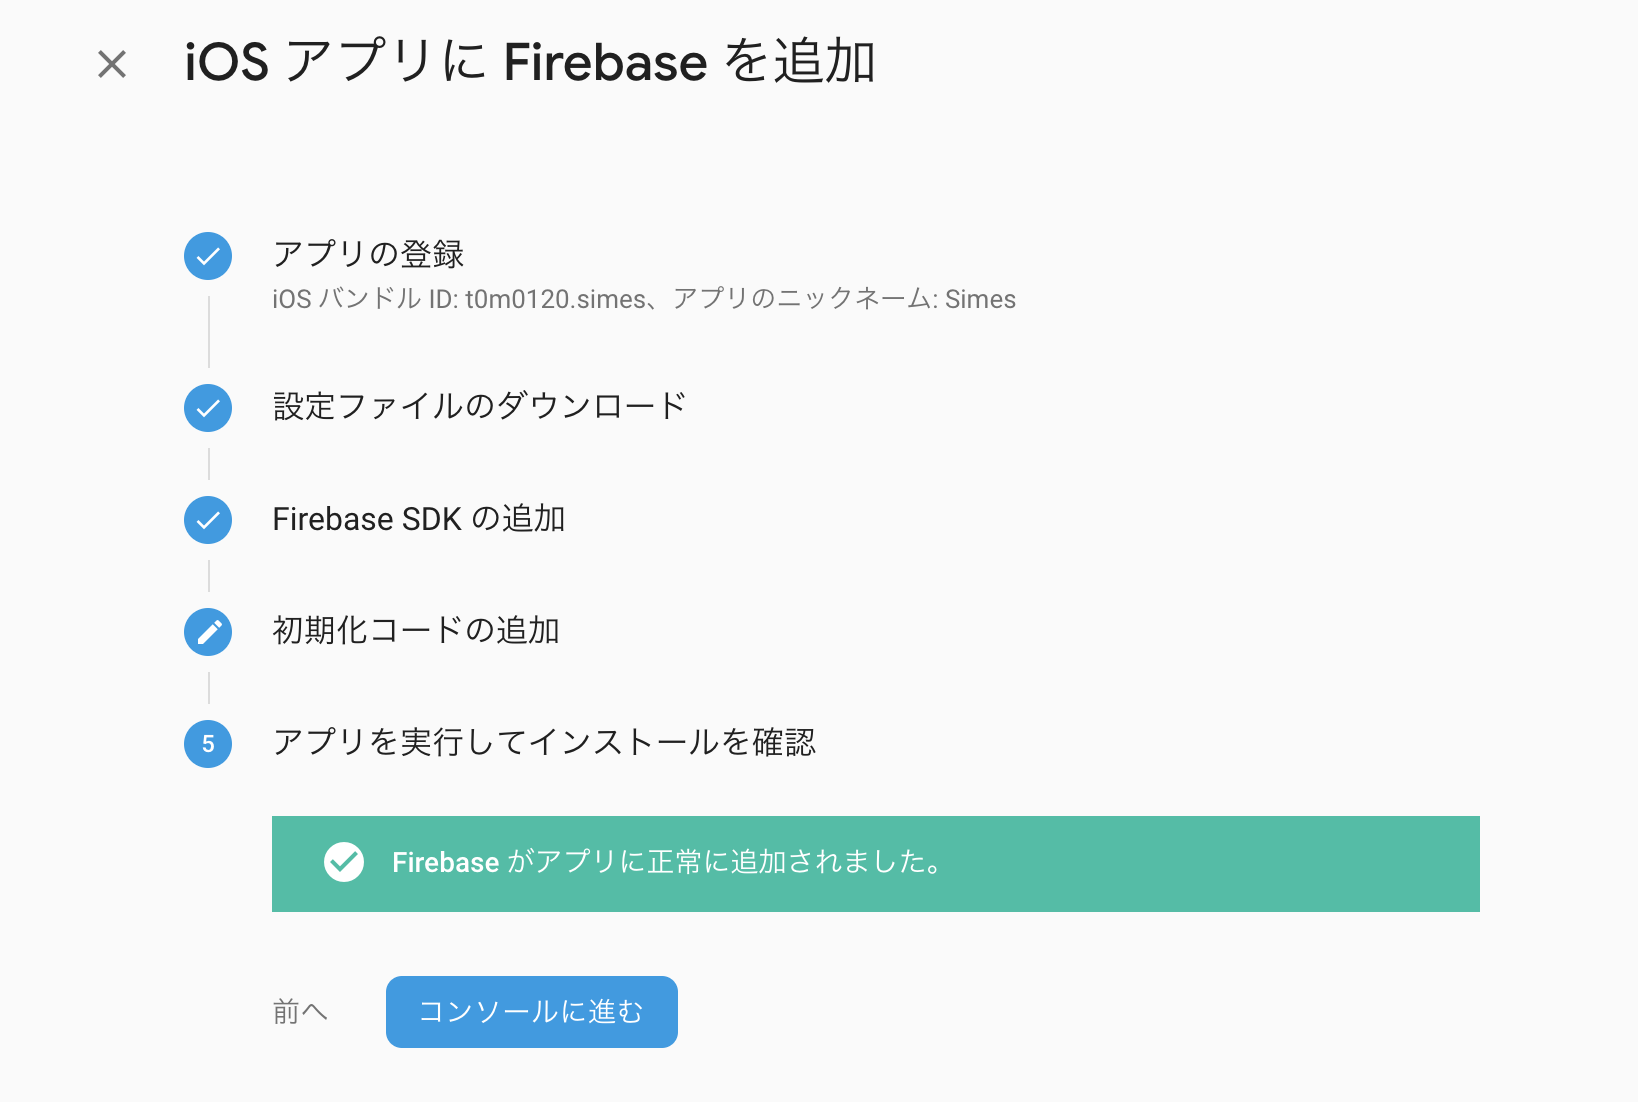 iOS アプリに Firebase を追加
アプリの登録
iOS バンドル ID: t0m0120.simes、アプリのニックネーム: Simes
設定ファイルのダウンロード
Firebase SDK の追加
初期化コードの追加
5 アプリを実行してインストールを確認
Firebase がアプリに正常に追加されました。
前へ コンソールに進む